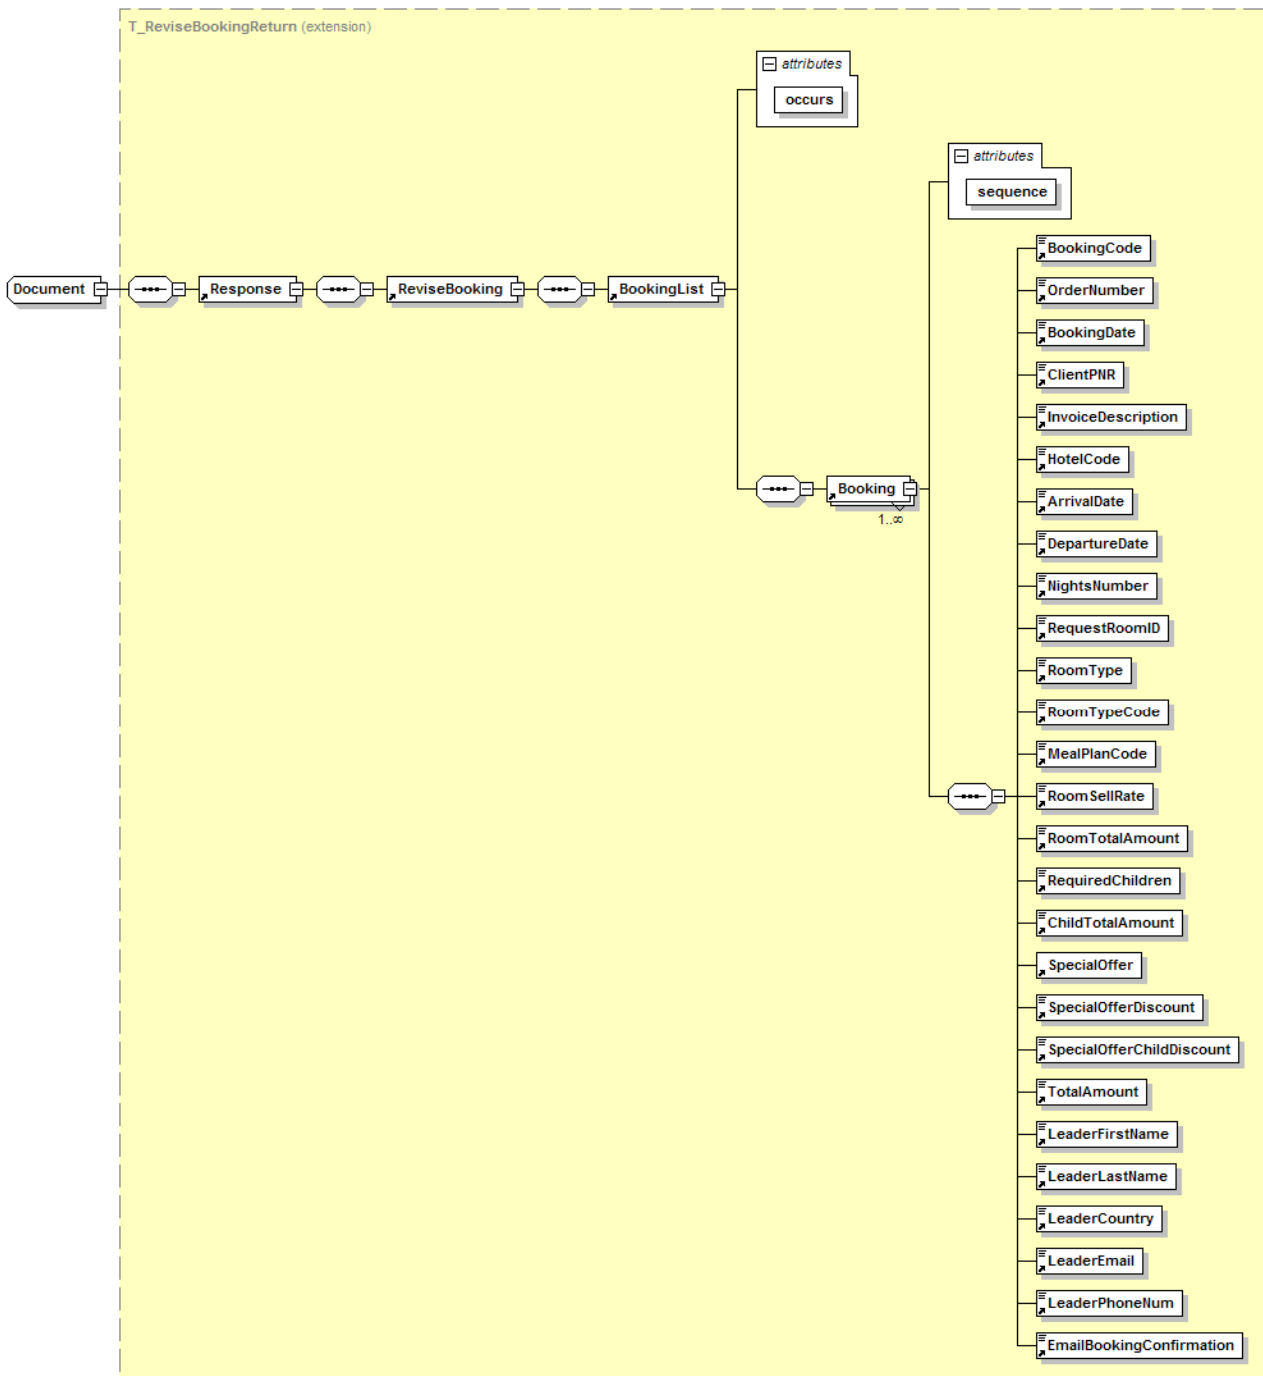 T_ReviseBookingReturn (extension)
attributes
occurs
attributes
sequence
Document
Response
ReviseBooking
BookingList
Booking
1..∞
BookingCode
OrderNumber
BookingDate
ClientPNR
InvoiceDescription
HotelCode
ArrivalDate
DepartureDate
NightsNumber
RequestRoomID
RoomType
RoomTypeCode
MealPlanCode
RoomSellRate
RoomTotalAmount
RequiredChildren
ChildTotalAmount
SpecialOffer
SpecialOfferDiscount
SpecialOfferChildDiscount
TotalAmount
LeaderFirstName
LeaderLastName
LeaderCountry
LeaderEmail
LeaderPhoneNum
EmailBookingConfirmation